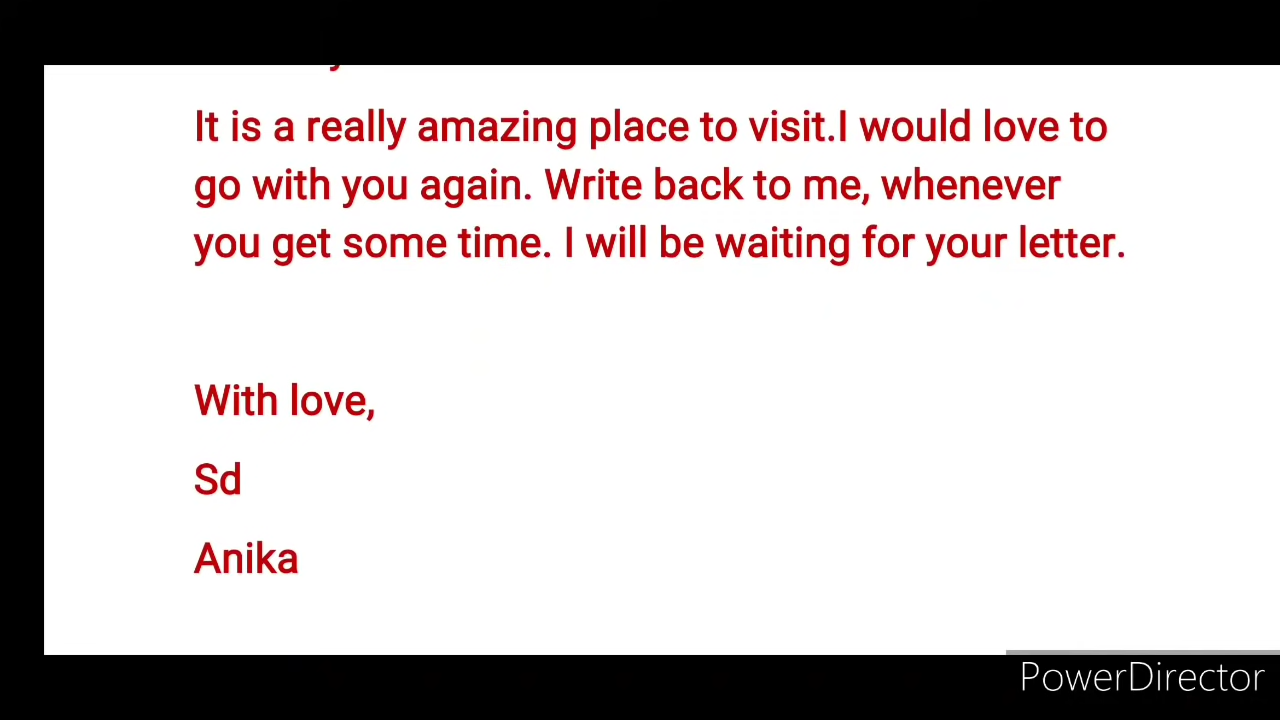 It is a really amazing place to visit.I would love to
go with you again. Write back to me, whenever
you get some time. I will be waiting for your letter.
With love,
Sd
Anika
PowerDirector